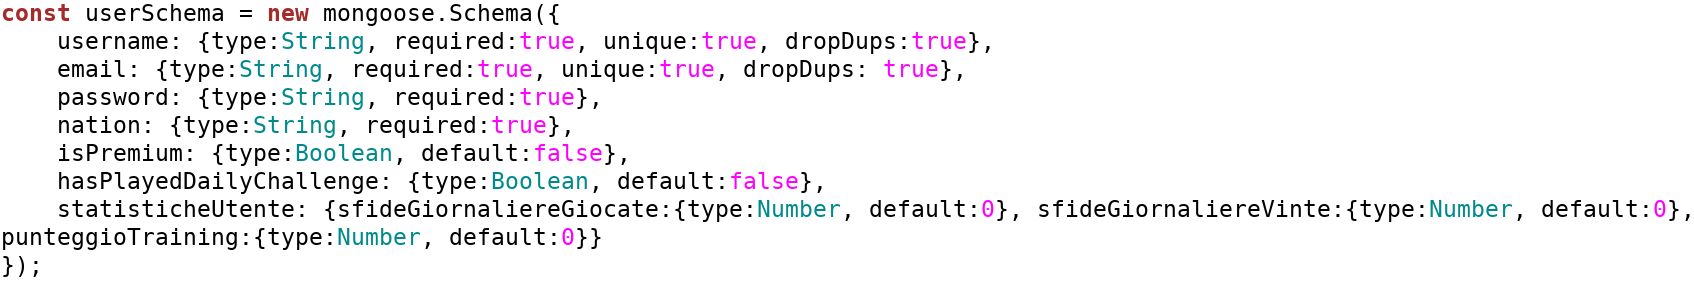 const userSchema = new mongoose.Schema({
    username: {type:String, required:true, unique:true, dropDups:true},
    email: {type:String, required:true, unique:true, dropDups: true},
    password: {type:String, required:true},
    nation: {type:String, required:true},
    isPremium: {type:Boolean, default:false},
    hasPlayedDailyChallenge: {type:Boolean, default:false},
    statisticheUtente: {sfideGiornaliereGiocate:{type:Number, default:0}, sfideGiornaliereVinte:{type:Number, default:0},
punteggioTraining:{type:Number, default:0}}
});